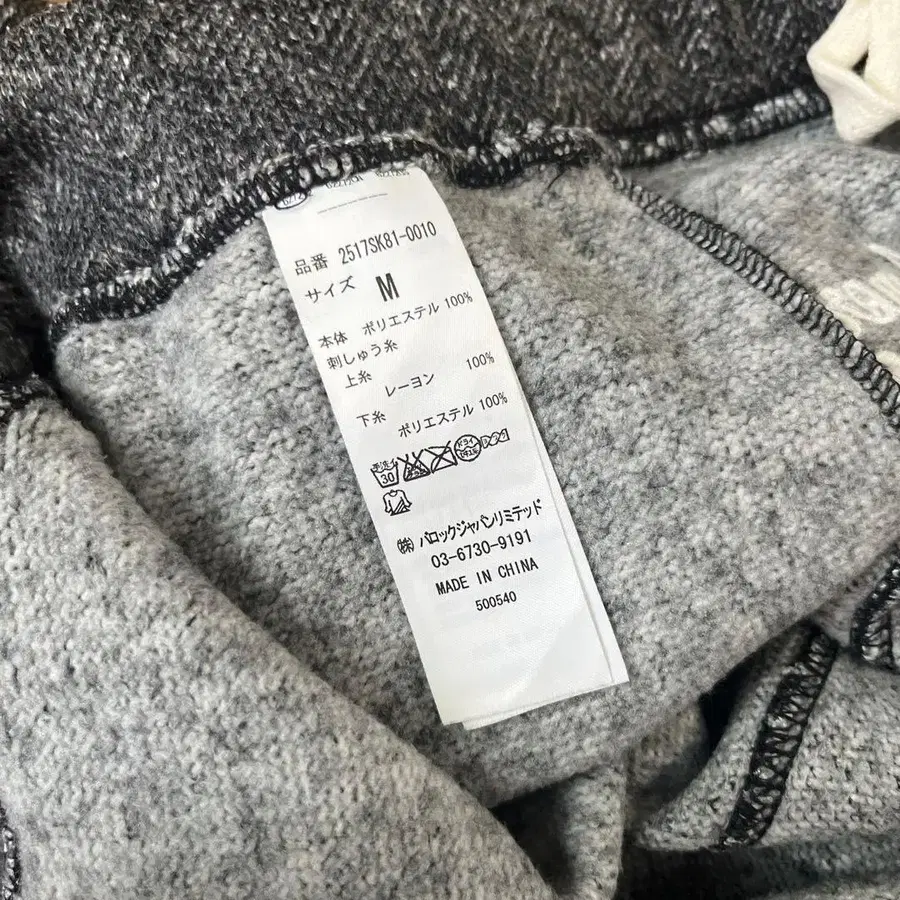 品番 2517SK81-0010
サイズ M
本体 ポリエステル 100%
刺しゅう糸
上糸
レーヨン 100%
下糸
ポリエステル 100%
30
㈱ バロックジャパンリミテッド
03-6730-9191
MADE IN CHINA
500540